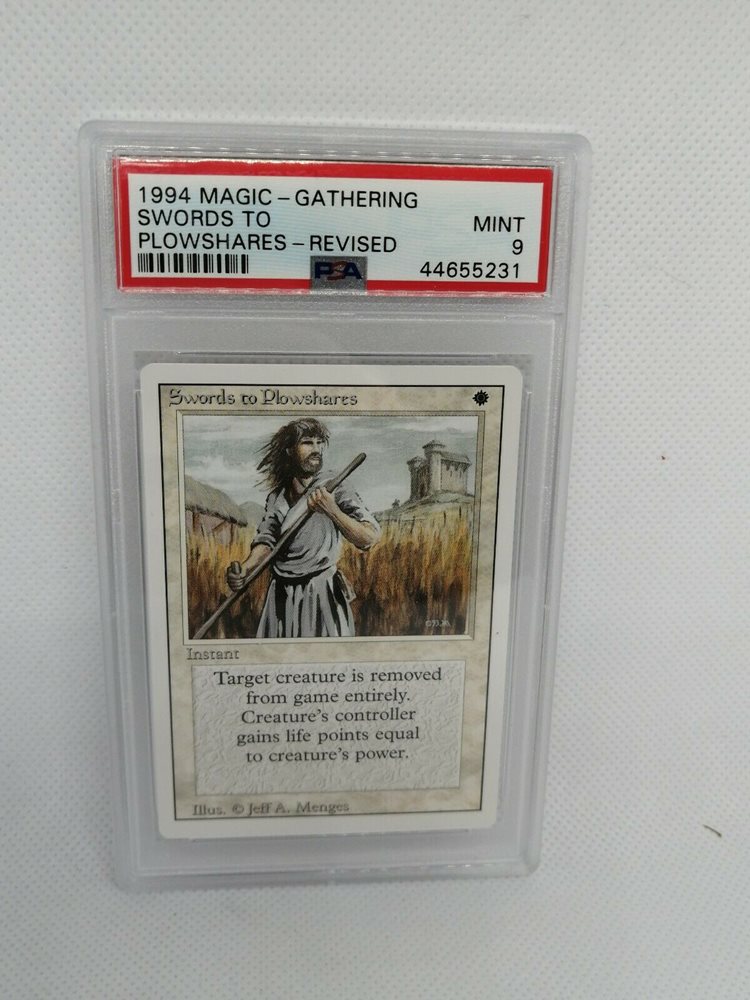 1994 MAGIC – GATHERING
SWORDS TO
MINT
PLOWSHARES – REVISED
9
PSA
44655231
Swords to Plowshares
Instant
Target creature is removed
from game entirely.
Creature's controller
gains life points equal
to creature's power.
Illus. © Jeff A. Menges